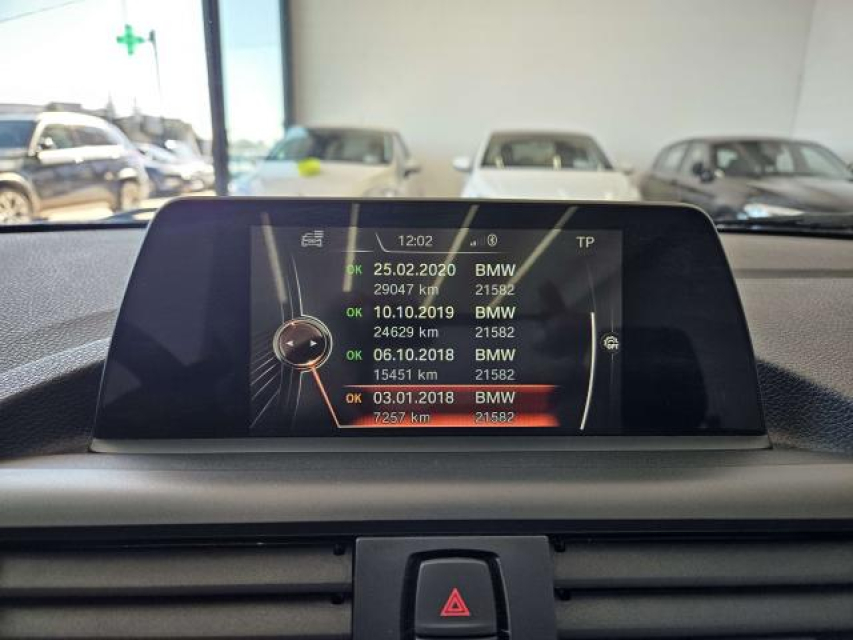 12:02 TP
OK 25.02.2020 BMW
29047 km 21582
OK 10.10.2019 BMW
24629 km 21582
OK 06.10.2018 BMW
15451 km 21582
OK 03.01.2018 BMW
7257 km 21582
OFF